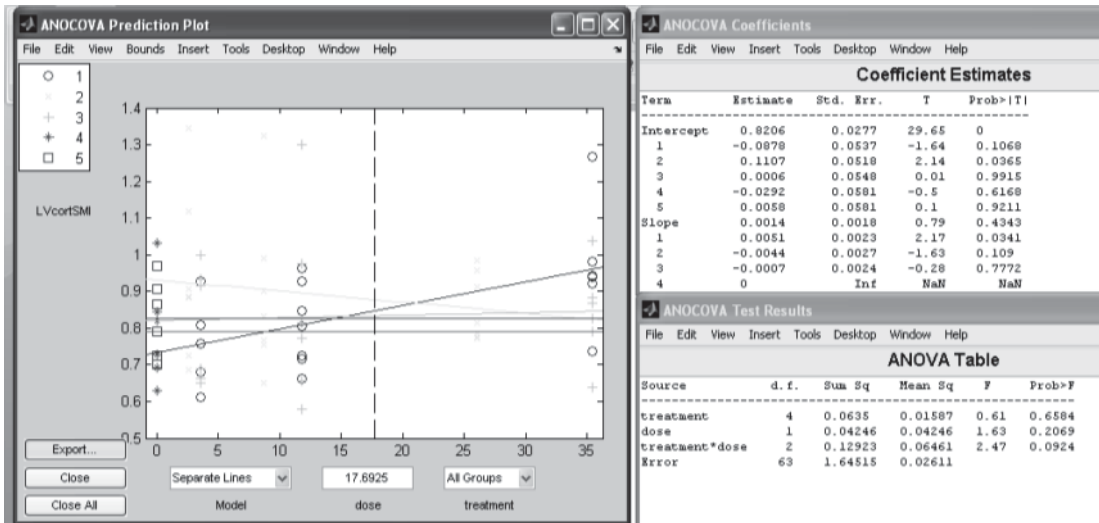 ANOCOVA Prediction Plot
File Edit View Bounds Insert Tools Desktop Window Help
1
2
3
4
5
LVcortSMI
1.4
1.3
1.2
1.1
1
0.9
0.8
0.7
0.6
0.5
0 5 10 15 20 25 30 35
Export...
Close
Close All
Separate Lines 17.6925 All Groups
Model dose treatment
ANOCOVA Coefficients
File Edit View Insert Tools Desktop Window Help
Coefficient Estimates
Term Estimate Std. Err. T Prob>|T|
Intercept 0.8206 0.0277 29.65 0
1 -0.0878 0.0537 -1.64 0.1068
2 0.1107 0.0518 2.14 0.0365
3 0.0006 0.0548 0.01 0.9915
4 -0.0292 0.0581 -0.5 0.6168
5 0.0058 0.0581 0.1 0.9211
Slope 0.0014 0.0018 0.79 0.4343
1 0.0051 0.0023 2.17 0.0341
2 -0.0044 0.0027 -1.63 0.109
3 -0.0007 0.0024 -0.28 0.7772
4 0 Inf NaN NaN
ANOCOVA Test Results
File Edit View Insert Tools Desktop Window Help
ANOVA Table
Source d.f. Sum Sq Mean Sq F Prob>F
treatment 4 0.0635 0.01587 0.61 0.6584
dose 1 0.04246 0.04246 1.63 0.2069
treatment*dose 2 0.12923 0.06461 2.47 0.0924
Error 63 1.64515 0.02611